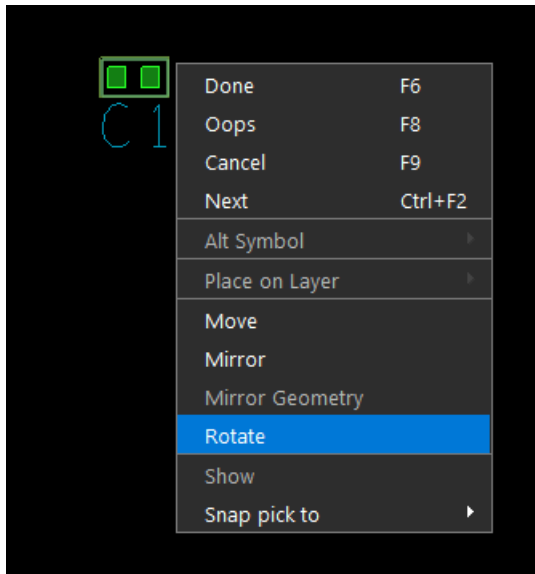 C1
Done F6
Oops F8
Cancel F9
Next Ctrl+F2
Alt Symbol
Place on Layer
Move
Mirror
Mirror Geometry
Rotate
Show
Snap pick to